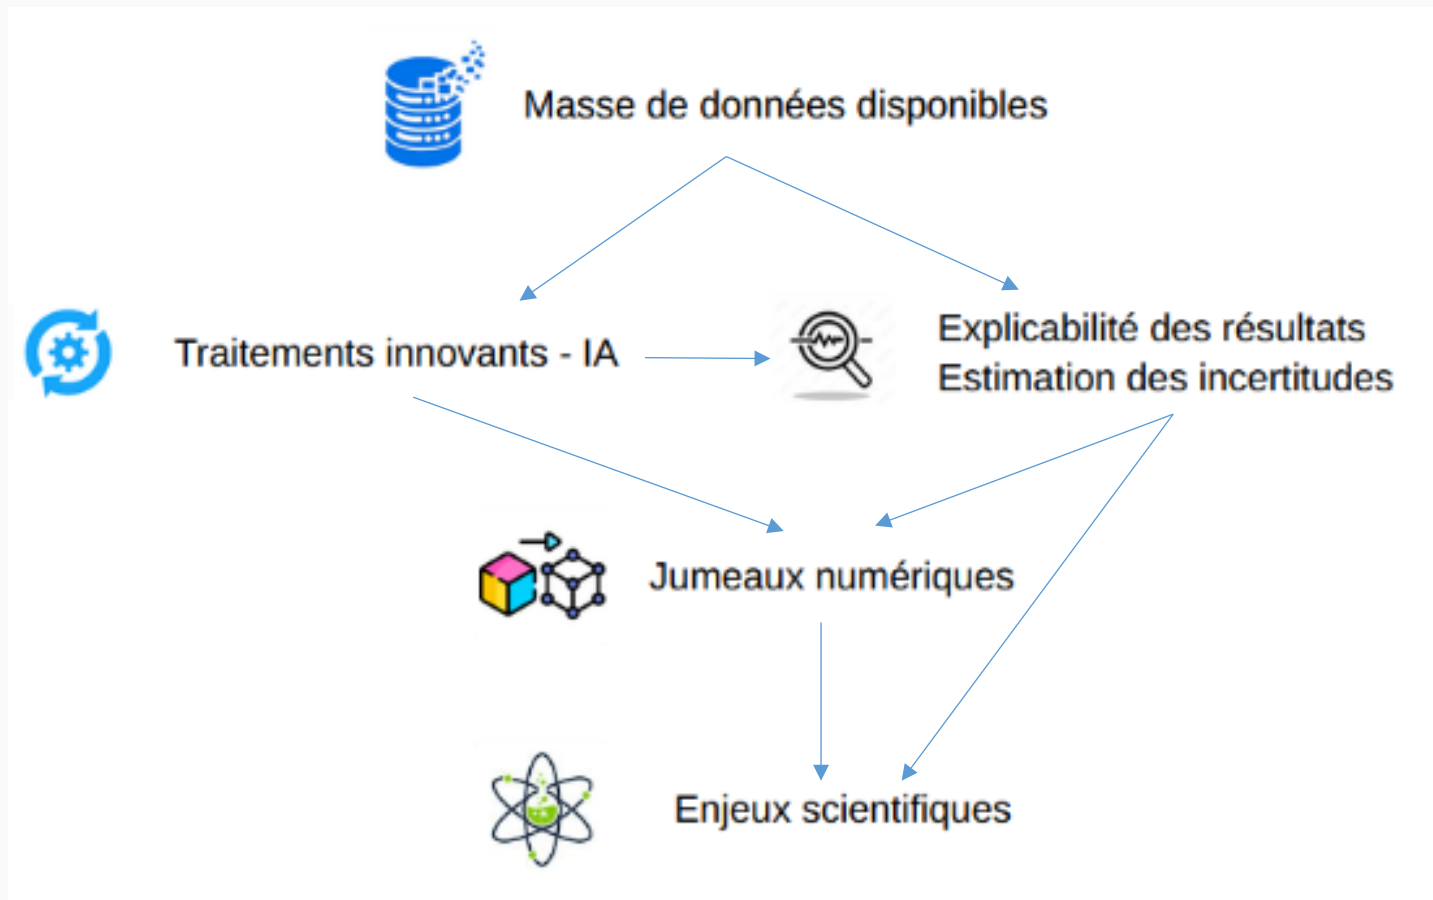 Masse de données disponibles
Traitements innovants - IA
Explicabilité des résultats
Estimation des incertitudes
Jumeaux numériques
Enjeux scientifiques